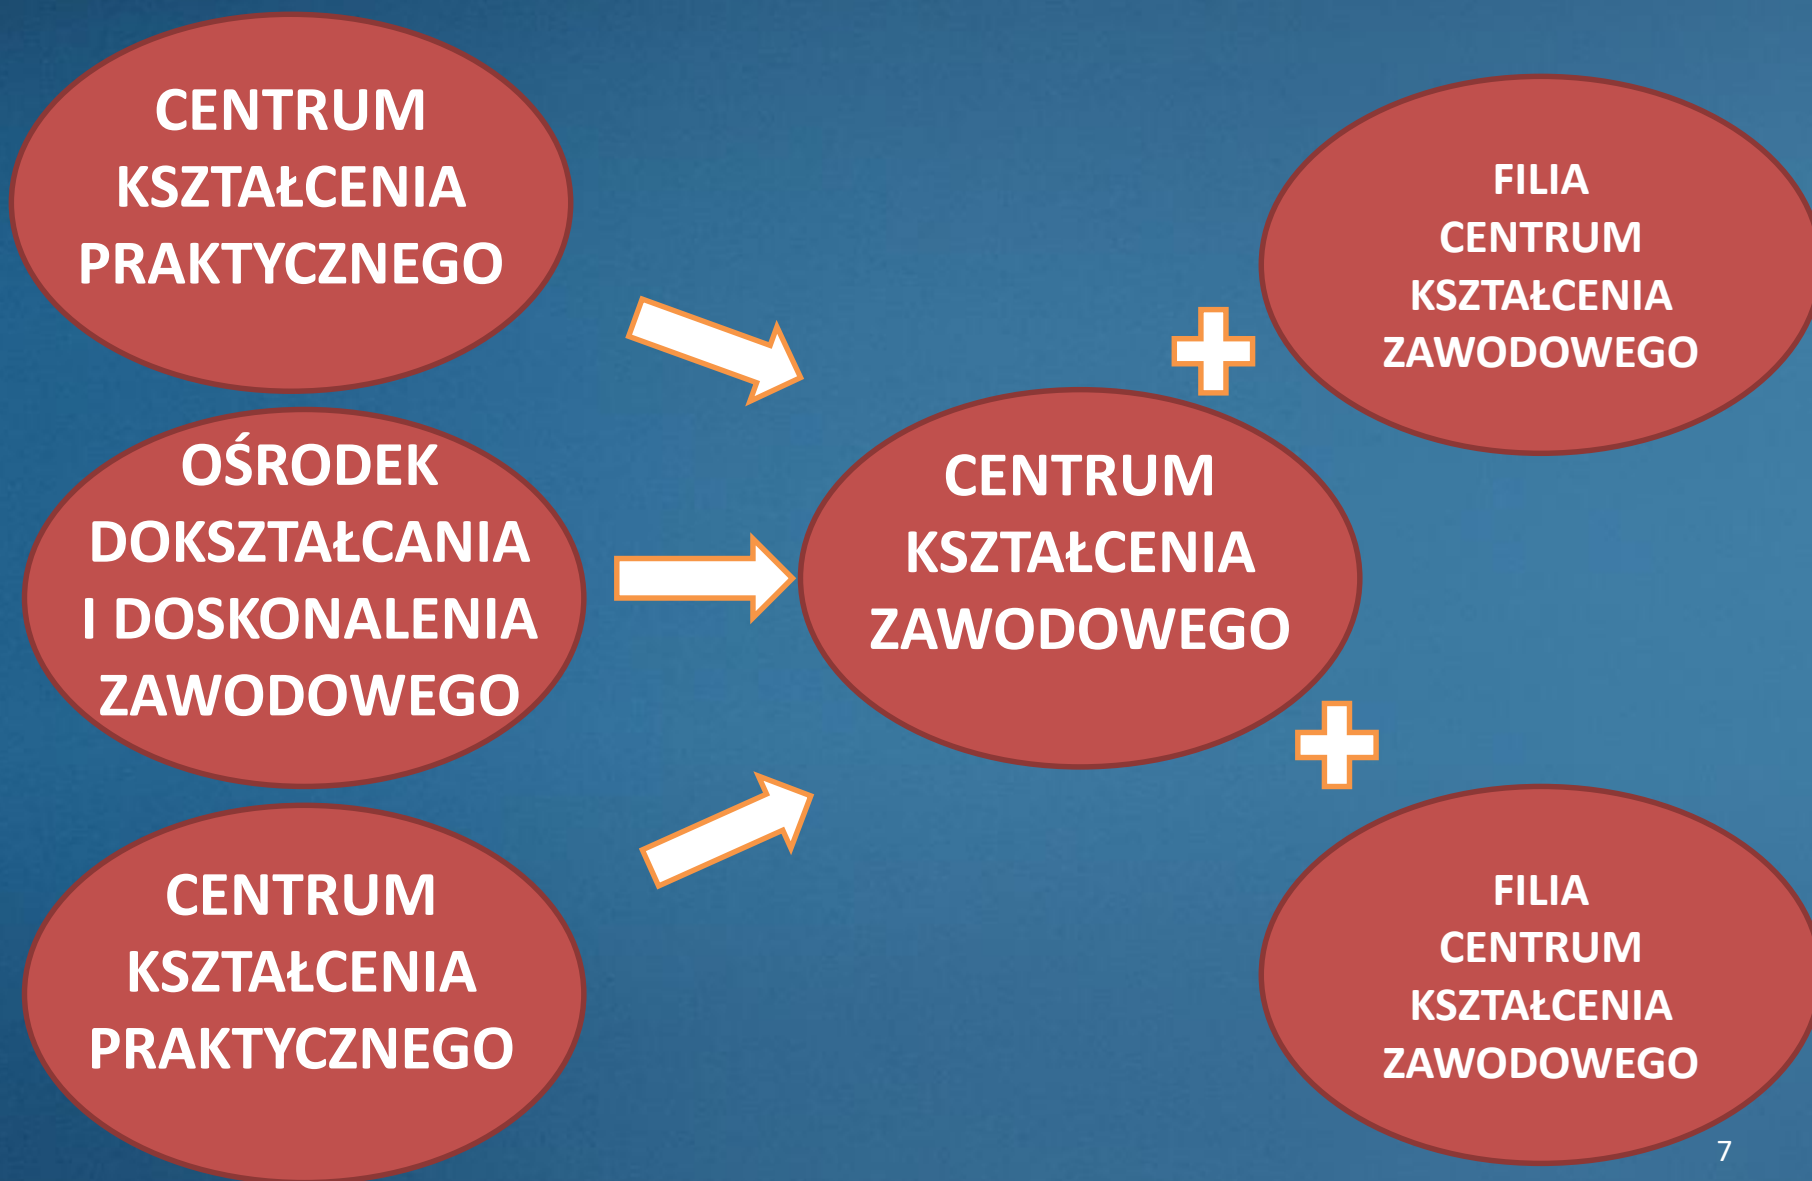 CENTRUM
KSZTAŁCENIA
PRAKTYCZNEGO
OŚRODEK
DOKSZTAŁCANIA
I DOSKONALENIA
ZAWODOWEGO
CENTRUM
KSZTAŁCENIA
PRAKTYCZNEGO
CENTRUM
KSZTAŁCENIA
ZAWODOWEGO
FILIA
CENTRUM
KSZTAŁCENIA
ZAWODOWEGO
FILIA
CENTRUM
KSZTAŁCENIA
ZAWODOWEGO
7